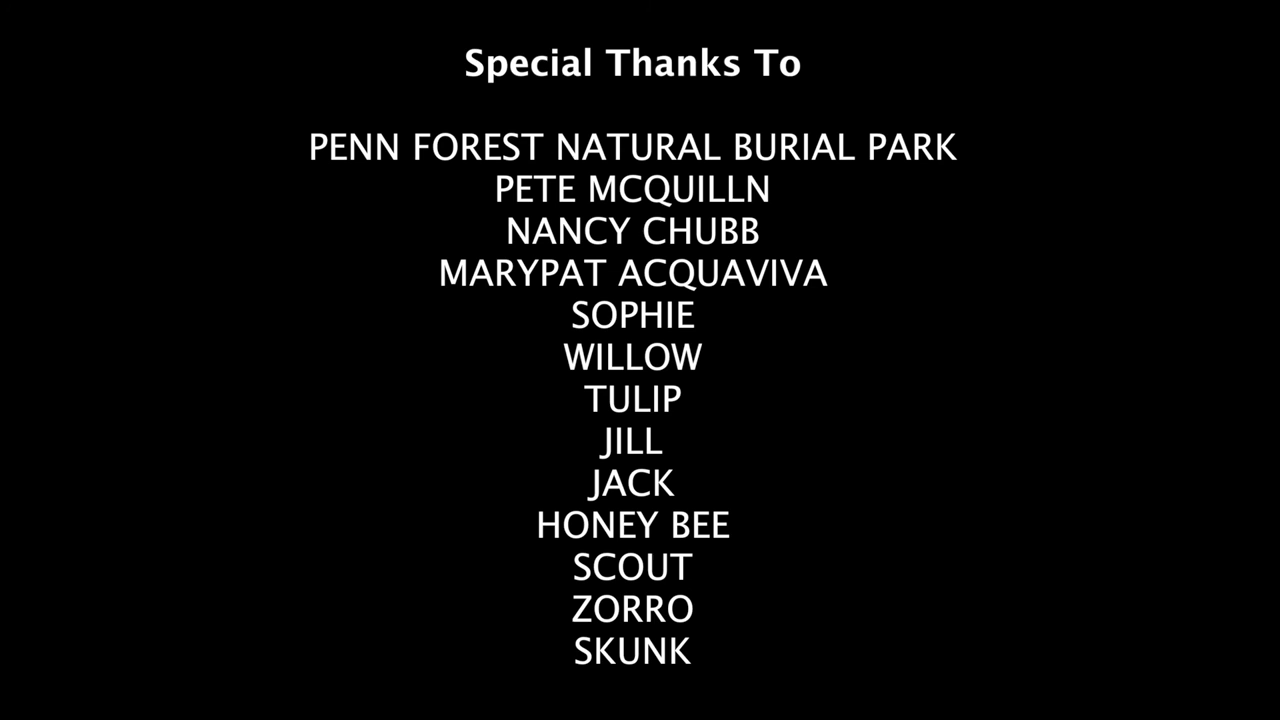 Special Thanks To
PENN FOREST NATURAL BURIAL PARK
PETE MCQUILLN
NANCY CHUBB
MARYPAT ACQUAVIVA
SOPHIE
WILLOW
TULIP
JILL
JACK
HONEY BEE
SCOUT
ZORRO
SKUNK